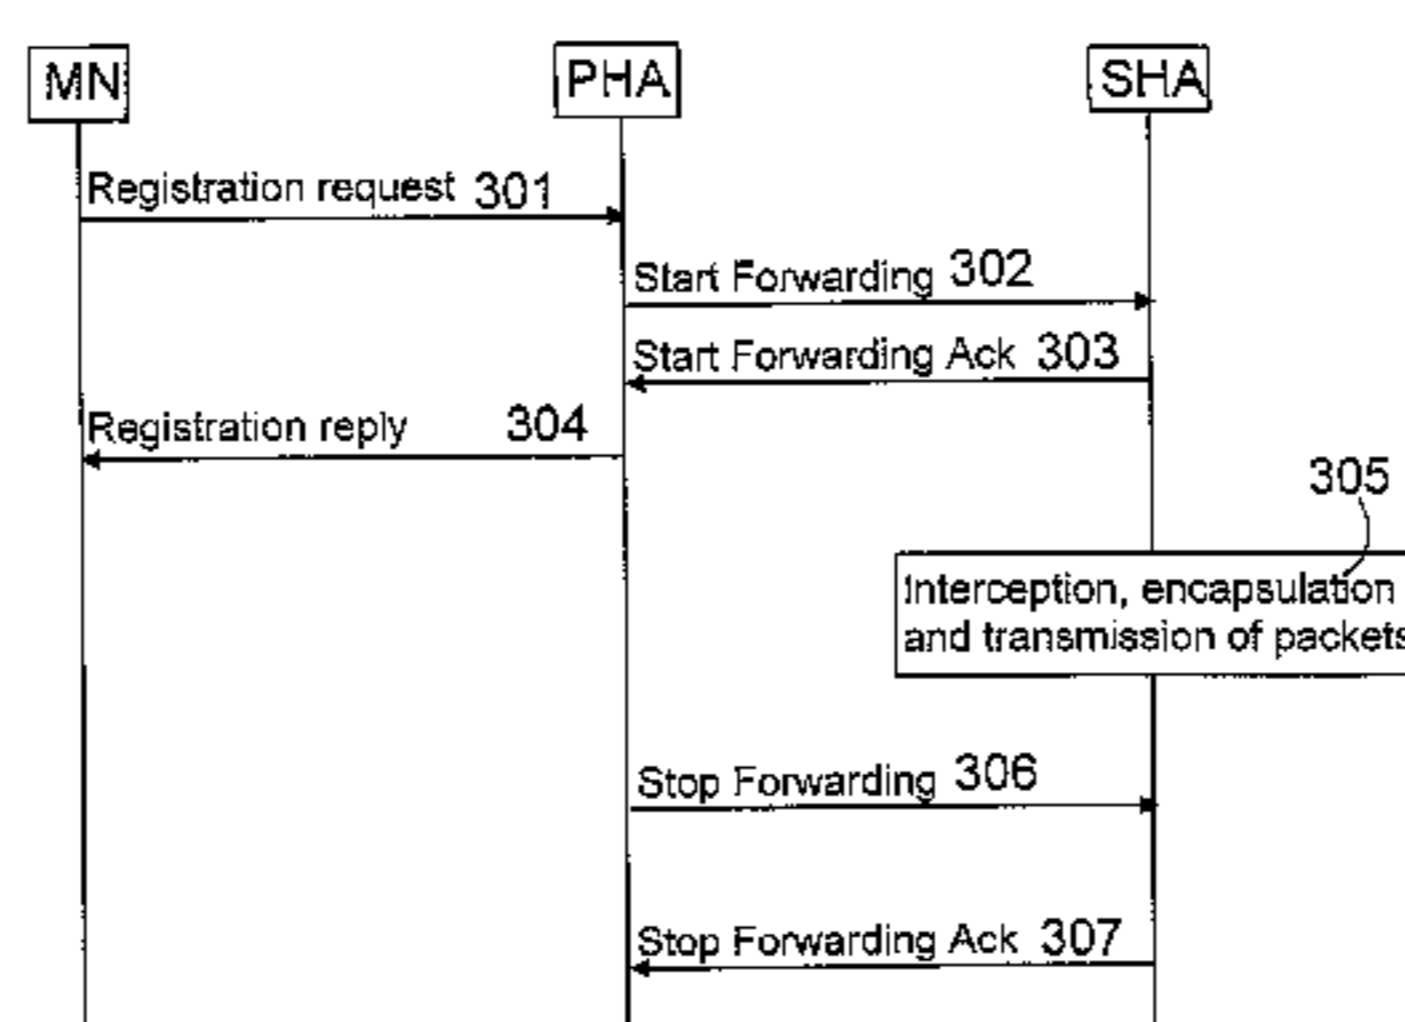 MN PHA SHA
Registration request 301
Start Forwarding 302
Start Forwarding Ack 303
Registration reply 304
305
Interception, encapsulation
and transmission of packets
Stop Forwarding 306
Stop Forwarding Ack 307